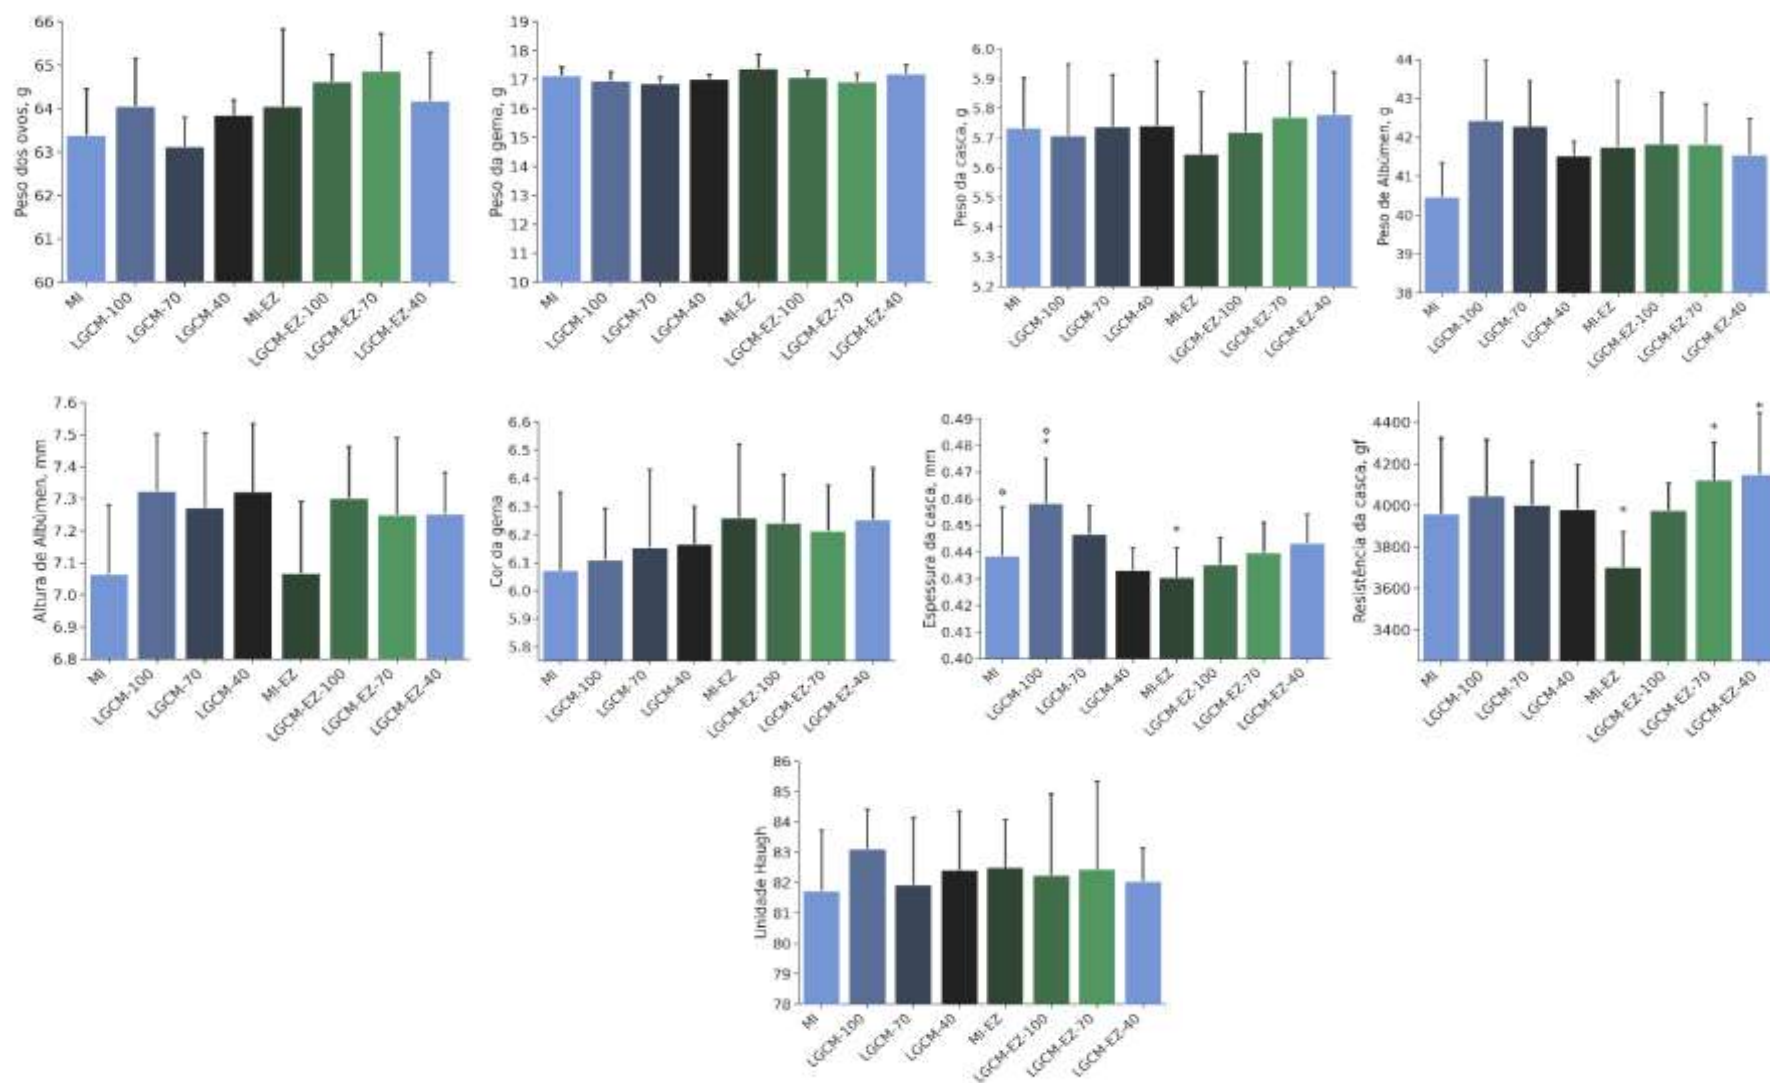 Peso dos ovos, g
66
65
64
63
62
61
60
MI
LGCM-100
LGCM-70
LGCM-40
MI-EZ
LGCM-EZ-100
LGCM-EZ-70
LGCM-EZ-40
Peso da gema, g
19
18
17
16
15
14
13
12
11
10
MI
LGCM-100
LGCM-70
LGCM-40
MI-EZ
LGCM-EZ-100
LGCM-EZ-70
LGCM-EZ-40
Peso da casca, g
6.0
5.9
5.8
5.7
5.6
5.5
5.4
5.3
5.2
MI
LGCM-100
LGCM-70
LGCM-40
MI-EZ
LGCM-EZ-100
LGCM-EZ-70
LGCM-EZ-40
Peso de Albúmen, g
44
43
42
41
40
39
38
MI
LGCM-100
LGCM-70
LGCM-40
MI-EZ
LGCM-EZ-100
LGCM-EZ-70
LGCM-EZ-40
Altura de Albúmen, mm
7.6
7.5
7.4
7.3
7.2
7.1
7.0
6.9
6.8
MI
LGCM-100
LGCM-70
LGCM-40
MI-EZ
LGCM-EZ-100
LGCM-EZ-70
LGCM-EZ-40
Cor da gema
6.6
6.5
6.4
6.3
6.2
6.1
6.0
5.9
5.8
MI
LGCM-100
LGCM-70
LGCM-40
MI-EZ
LGCM-EZ-100
LGCM-EZ-70
LGCM-EZ-40
Espessura da casca, mm
0.49
0.48
0.47
0.46
0.45
0.44
0.43
0.42
0.41
0.40
MI
LGCM-100
LGCM-70
LGCM-40
MI-EZ
LGCM-EZ-100
LGCM-EZ-70
LGCM-EZ-40
Resistência da casca, gf
4400
4200
4000
3800
3600
3400
MI
LGCM-100
LGCM-70
LGCM-40
MI-EZ
LGCM-EZ-100
LGCM-EZ-70
LGCM-EZ-40
Unidade Haugh
86
85
84
83
82
81
80
79
78
MI
LGCM-100
LGCM-70
LGCM-40
MI-EZ
LGCM-EZ-100
LGCM-EZ-70
LGCM-EZ-40